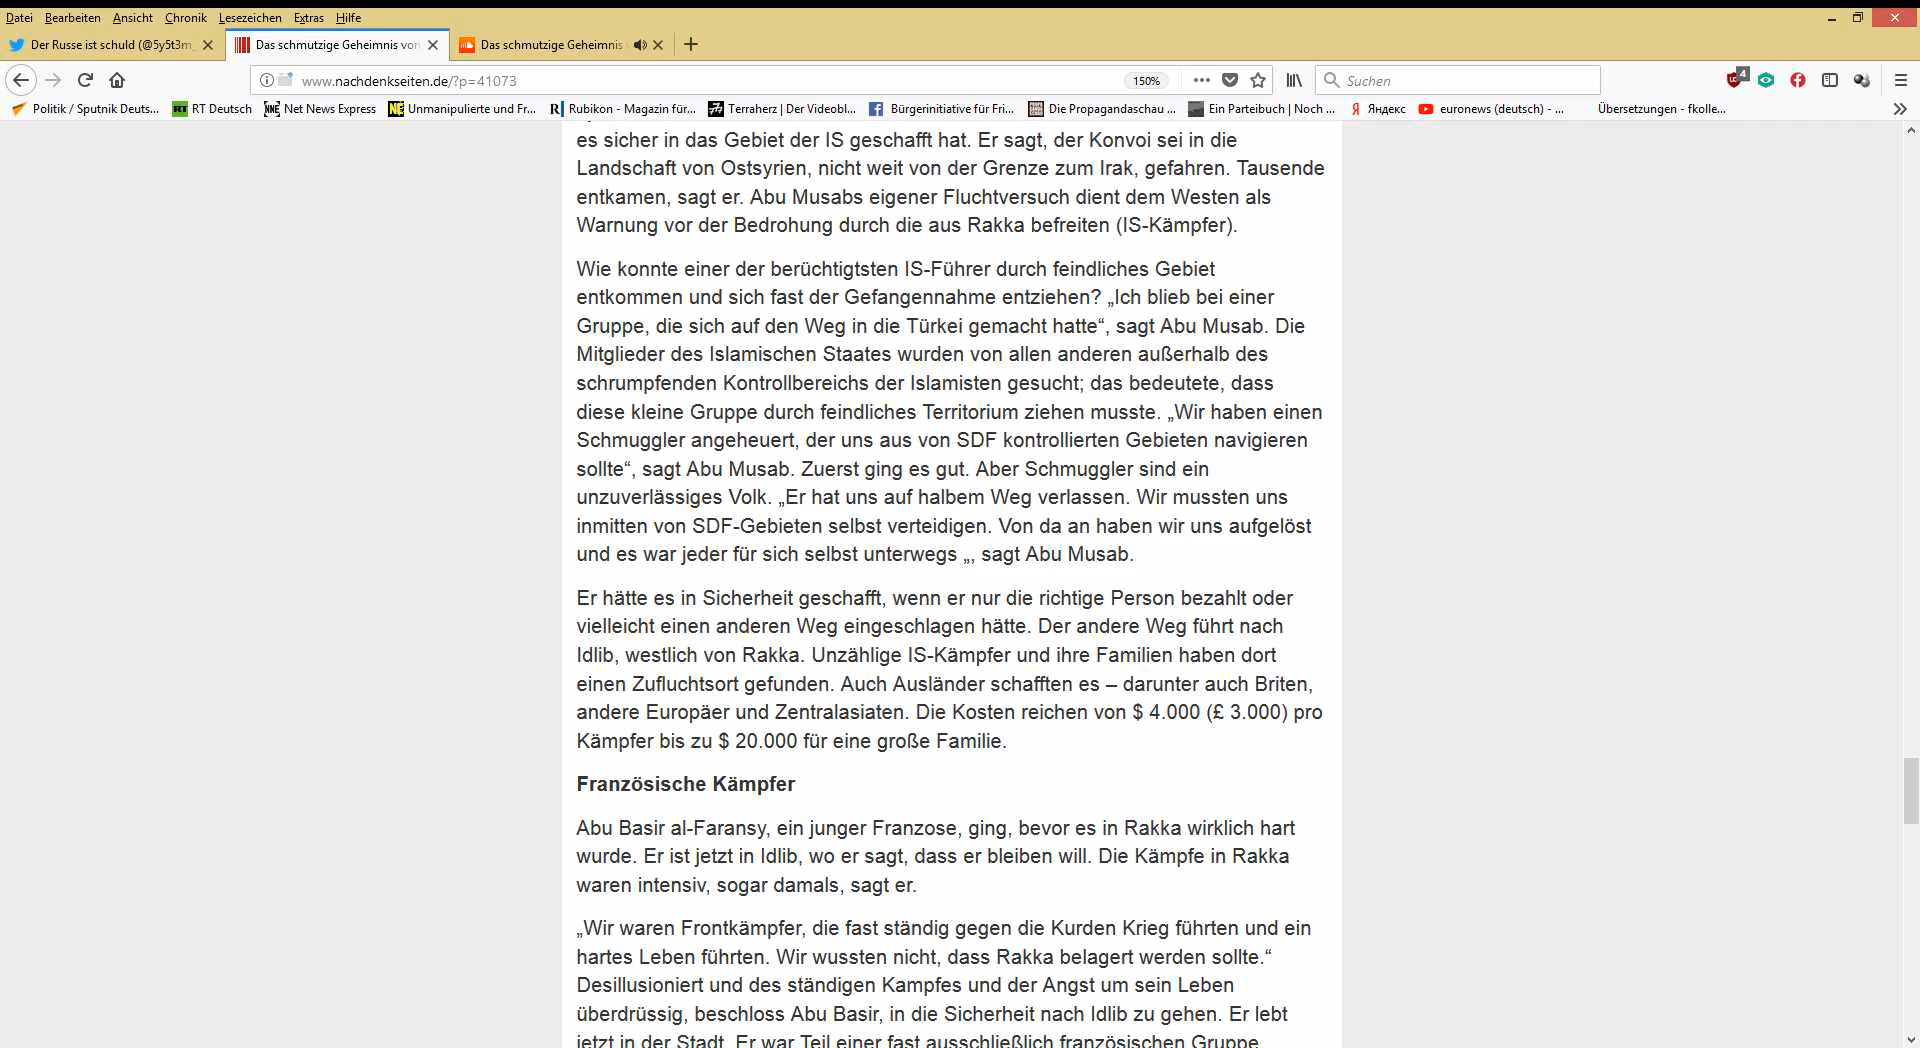 Datei Bearbeiten Ansicht Chronik Lesezeichen Extras Hilfe
Der Russe ist schuld (@5y5t3m
Das schmutzige Geheimnis von
Das schmutzige Geheimnis
www.nachdenkseiten.de/?p=41073
150%
Suchen
4
Politik / Sputnik Deuts...
RT Deutsch
Net News Express
Unmanipulierte und Fr...
Rubikon - Magazin für...
Terraherz | Der Videobl...
Bürgerinitiative für Fri...
Die Propagandaschau ...
Ein Parteibuch | Noch ...
Яндекс
euronews (deutsch) - ...
Übersetzungen - fkolle...
es sicher in das Gebiet der IS geschafft hat. Er sagt, der Konvoi sei in die
Landschaft von Ostsyrien, nicht weit von der Grenze zum Irak, gefahren. Tausende
entkamen, sagt er. Abu Musabs eigener Fluchtversuch dient dem Westen als
Warnung vor der Bedrohung durch die aus Rakka befreiten (IS-Kämpfer).
Wie konnte einer der berüchtigtsten IS-Führer durch feindliches Gebiet
entkommen und sich fast der Gefangennahme entziehen? „Ich blieb bei einer
Gruppe, die sich auf den Weg in die Türkei gemacht hatte“, sagt Abu Musab. Die
Mitglieder des Islamischen Staates wurden von allen anderen außerhalb des
schrumpfenden Kontrollbereichs der Islamisten gesucht; das bedeutete, dass
diese kleine Gruppe durch feindliches Territorium ziehen musste. „Wir haben einen
Schmuggler angeheuert, der uns aus von SDF kontrollierten Gebieten navigieren
sollte“, sagt Abu Musab. Zuerst ging es gut. Aber Schmuggler sind ein
unzuverlässiges Volk. „Er hat uns auf halbem Weg verlassen. Wir mussten uns
inmitten von SDF-Gebieten selbst verteidigen. Von da an haben wir uns aufgelöst
und es war jeder für sich selbst unterwegs „, sagt Abu Musab.
Er hätte es in Sicherheit geschafft, wenn er nur die richtige Person bezahlt oder
vielleicht einen anderen Weg eingeschlagen hätte. Der andere Weg führt nach
Idlib, westlich von Rakka. Unzählige IS-Kämpfer und ihre Familien haben dort
einen Zufluchtsort gefunden. Auch Ausländer schafften es – darunter auch Briten,
andere Europäer und Zentralasiaten. Die Kosten reichen von $ 4.000 (£ 3.000) pro
Kämpfer bis zu $ 20.000 für eine große Familie.
Französische Kämpfer
Abu Basir al-Faransy, ein junger Franzose, ging, bevor es in Rakka wirklich hart
wurde. Er ist jetzt in Idlib, wo er sagt, dass er bleiben will. Die Kämpfe in Rakka
waren intensiv, sogar damals, sagt er.
„Wir waren Frontkämpfer, die fast ständig gegen die Kurden Krieg führten und ein
hartes Leben führten. Wir wussten nicht, dass Rakka belagert werden sollte.“
Desillusioniert und des ständigen Kampfes und der Angst um sein Leben
überdrüssig, beschloss Abu Basir, in die Sicherheit nach Idlib zu gehen. Er lebt
jetzt in der Stadt. Er war Teil einer fast ausschließlich französischen Gruppe